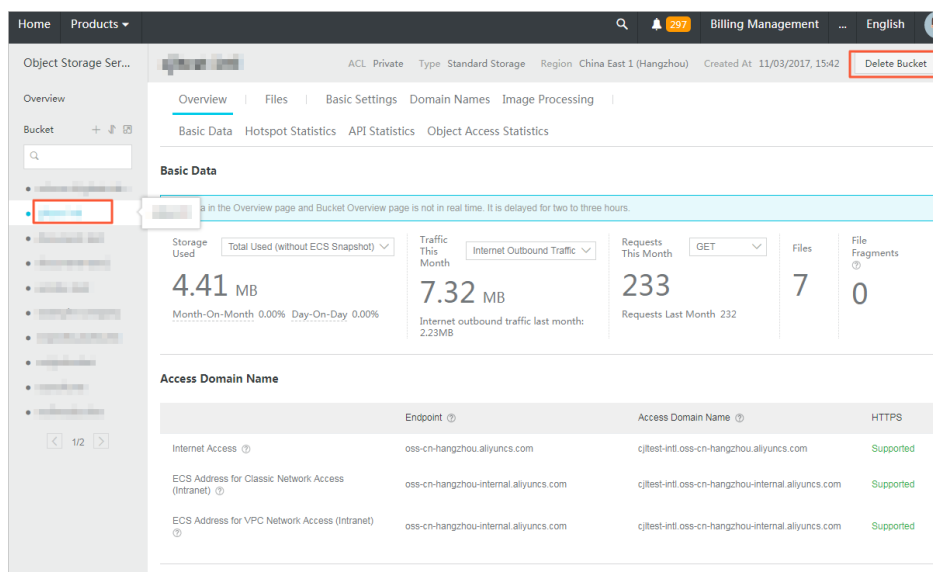 Home Products 297 Billing Management ... English
Object Storage Ser...
ACL Private Type Standard Storage Region China East 1 (Hangzhou) Created At 11/03/2017, 15:42 Delete Bucket
Overview
Bucket
1/2
Overview Files Basic Settings Domain Names Image Processing
Basic Data Hotspot Statistics API Statistics Object Access Statistics
Basic Data
a in the Overview page and Bucket Overview page is not in real time. It is delayed for two to three hours.
Storage Used Total Used (without ECS Snapshot)
4.41 MB
Month-On-Month 0.00% Day-On-Day 0.00%
Traffic This Month Internet Outbound Traffic
7.32 MB
Internet outbound traffic last month:
2.23MB
Requests This Month GET
233
Requests Last Month 232
Files
7
File Fragments
0
Access Domain Name
Endpoint Access Domain Name HTTPS
Internet Access oss-cn-hangzhou.aliyuncs.com cjltest-intl.oss-cn-hangzhou.aliyuncs.com Supported
ECS Address for Classic Network Access (Intranet) oss-cn-hangzhou-internal.aliyuncs.com cjltest-intl.oss-cn-hangzhou-internal.aliyuncs.com Supported
ECS Address for VPC Network Access (Intranet) oss-cn-hangzhou-internal.aliyuncs.com cjltest-intl.oss-cn-hangzhou-internal.aliyuncs.com Supported